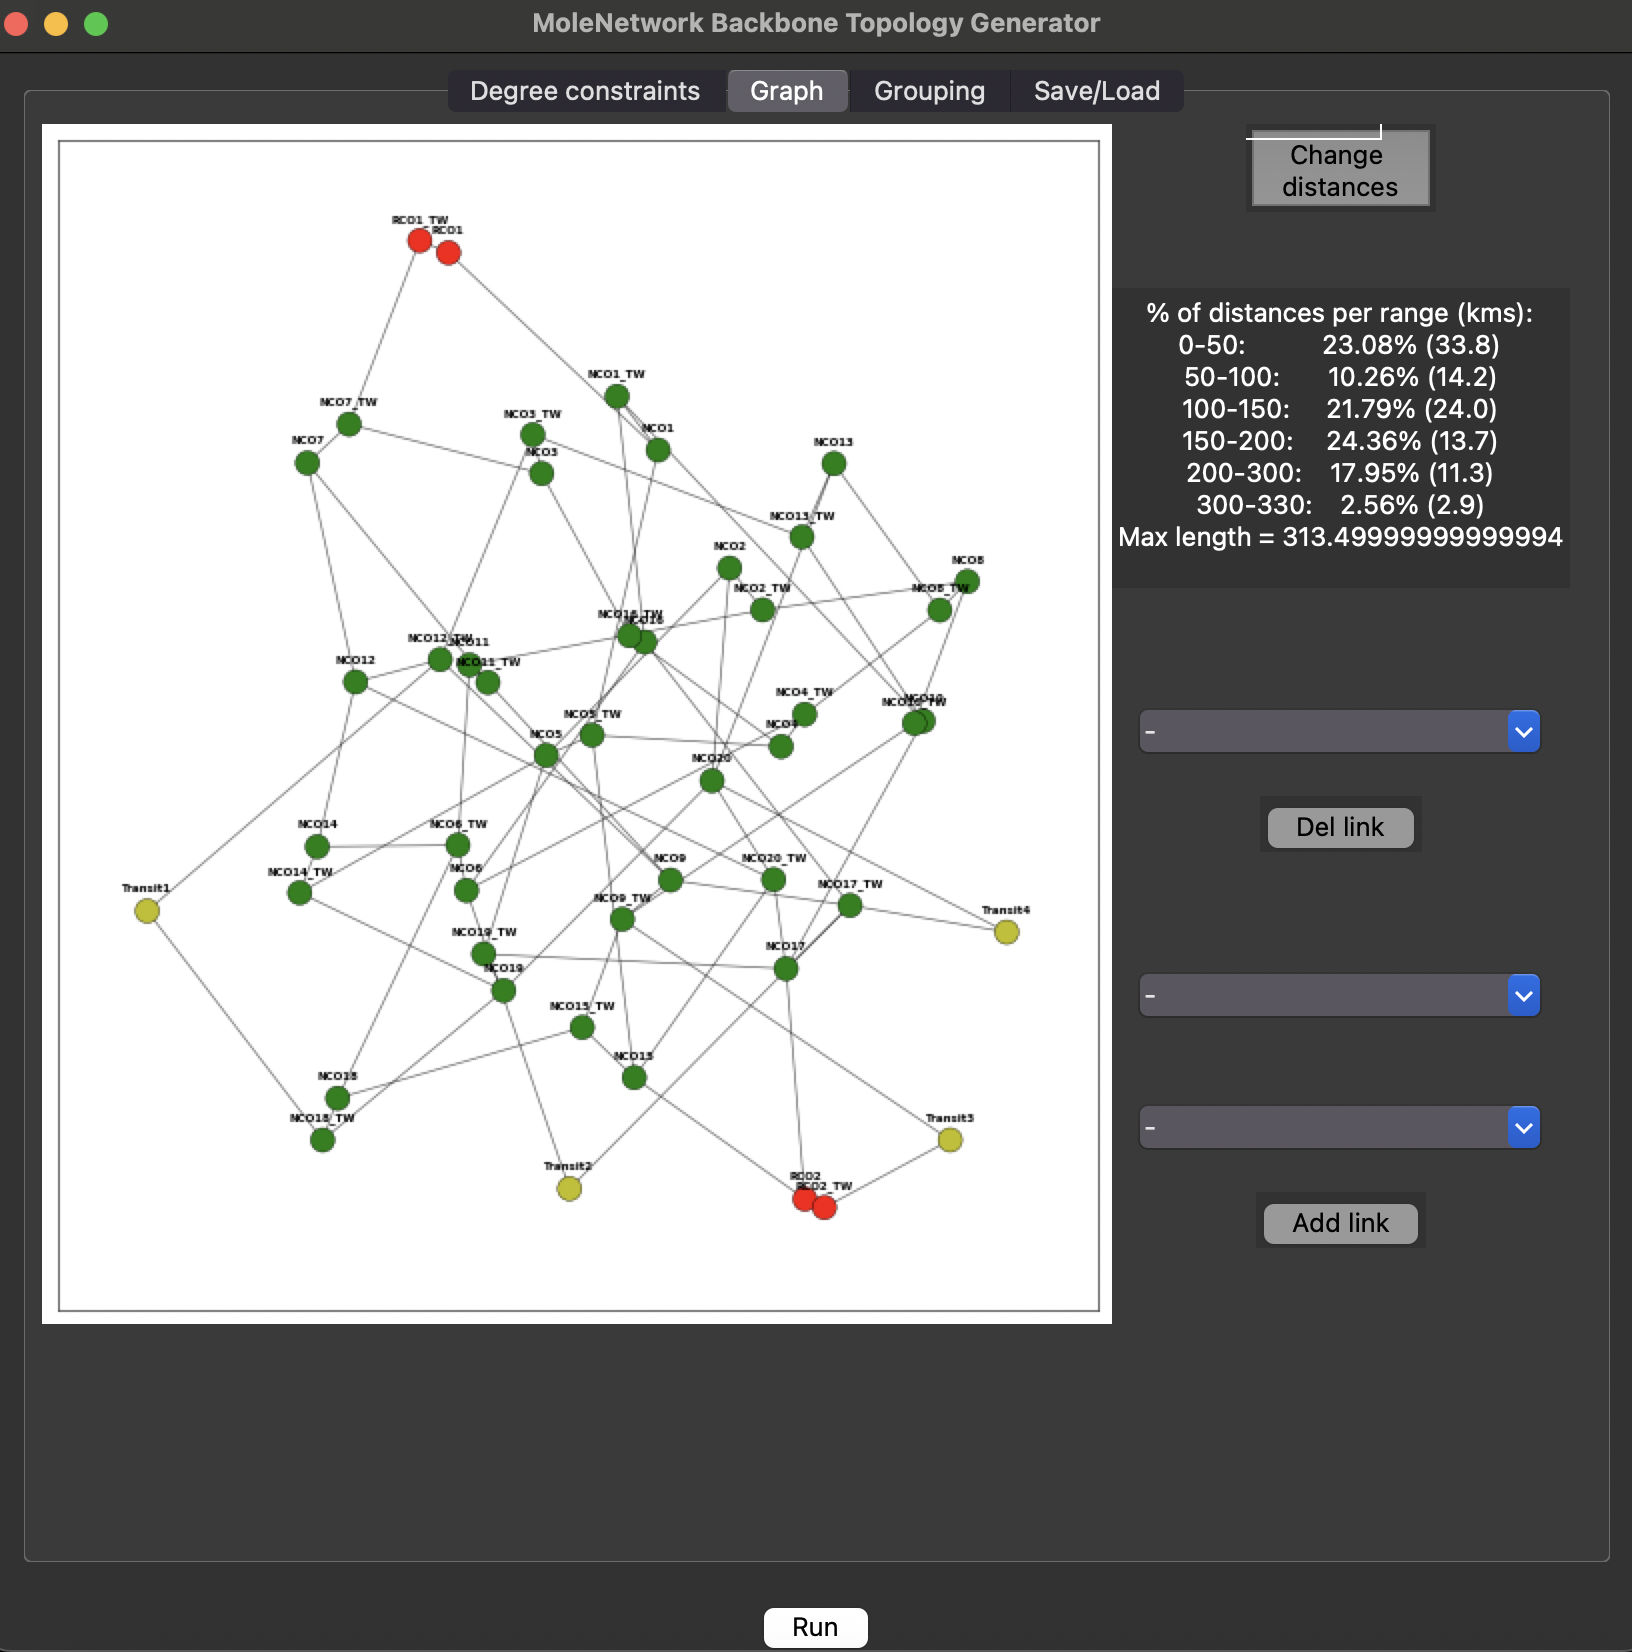 MoleNetwork Backbone Topology Generator
Degree constraints
Graph
Grouping
Save/Load
RCO1_TW
RCO1
NCO1_TW
NCO7_TW
NCO3_TW
NCO1
NCO7
NCO3
NCO13
NCO13_TW
NCO2
NCO8
NCO2_TW
NCO8_TW
NCO16_TW
NCO12_TW
NCO11
NCO12
NCO11_TW
NCO4_TW
NCO5_TW
NCO4
NCO5
NCO20
NCO14
NCO6_TW
NCO9
NCO20_TW
NCO6
NCO14_TW
NCO17_TW
Transit1
NCO9_TW
Transit4
NCO19_TW
NCO17
NCO19
NCO15_TW
NCO15
NCO18
NCO18_TW
Transit3
Transit2
RCO2
RCO2_TW
Change
distances
% of distances per range (kms):
0-50: 23.08% (33.8)
50-100: 10.26% (14.2)
100-150: 21.79% (24.0)
150-200: 24.36% (13.7)
200-300: 17.95% (11.3)
300-330: 2.56% (2.9)
Max length = 313.49999999999994
-
Del link
-
-
Add link
Run